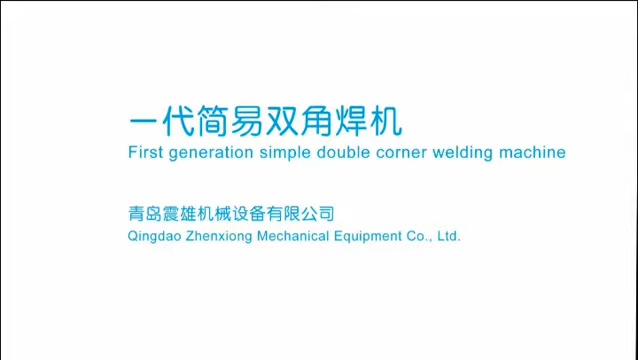 一代简易双角焊机
First generation simple double corner welding machine
青岛震雄机械设备有限公司
Qingdao Zhenxiong Mechanical Equipment Co., Ltd.